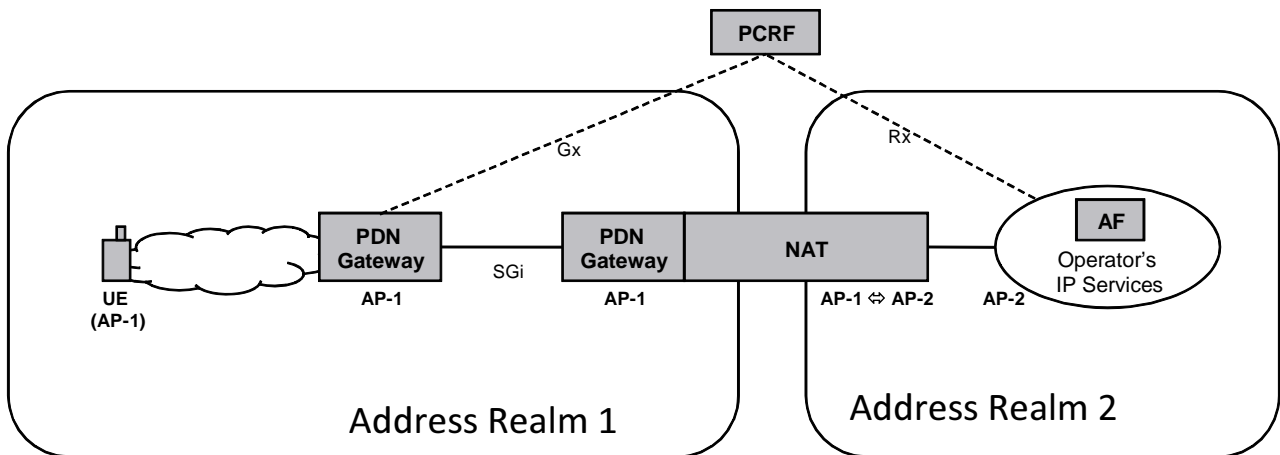 PCRF
Gx
Rx
PDN
Gateway
PDN
Gateway
NAT
AF
Operator's
IP Services
SGi
UE
(AP-1)
AP-1
AP-1
AP-1 ⇔ AP-2
AP-2
Address Realm 1
Address Realm 2